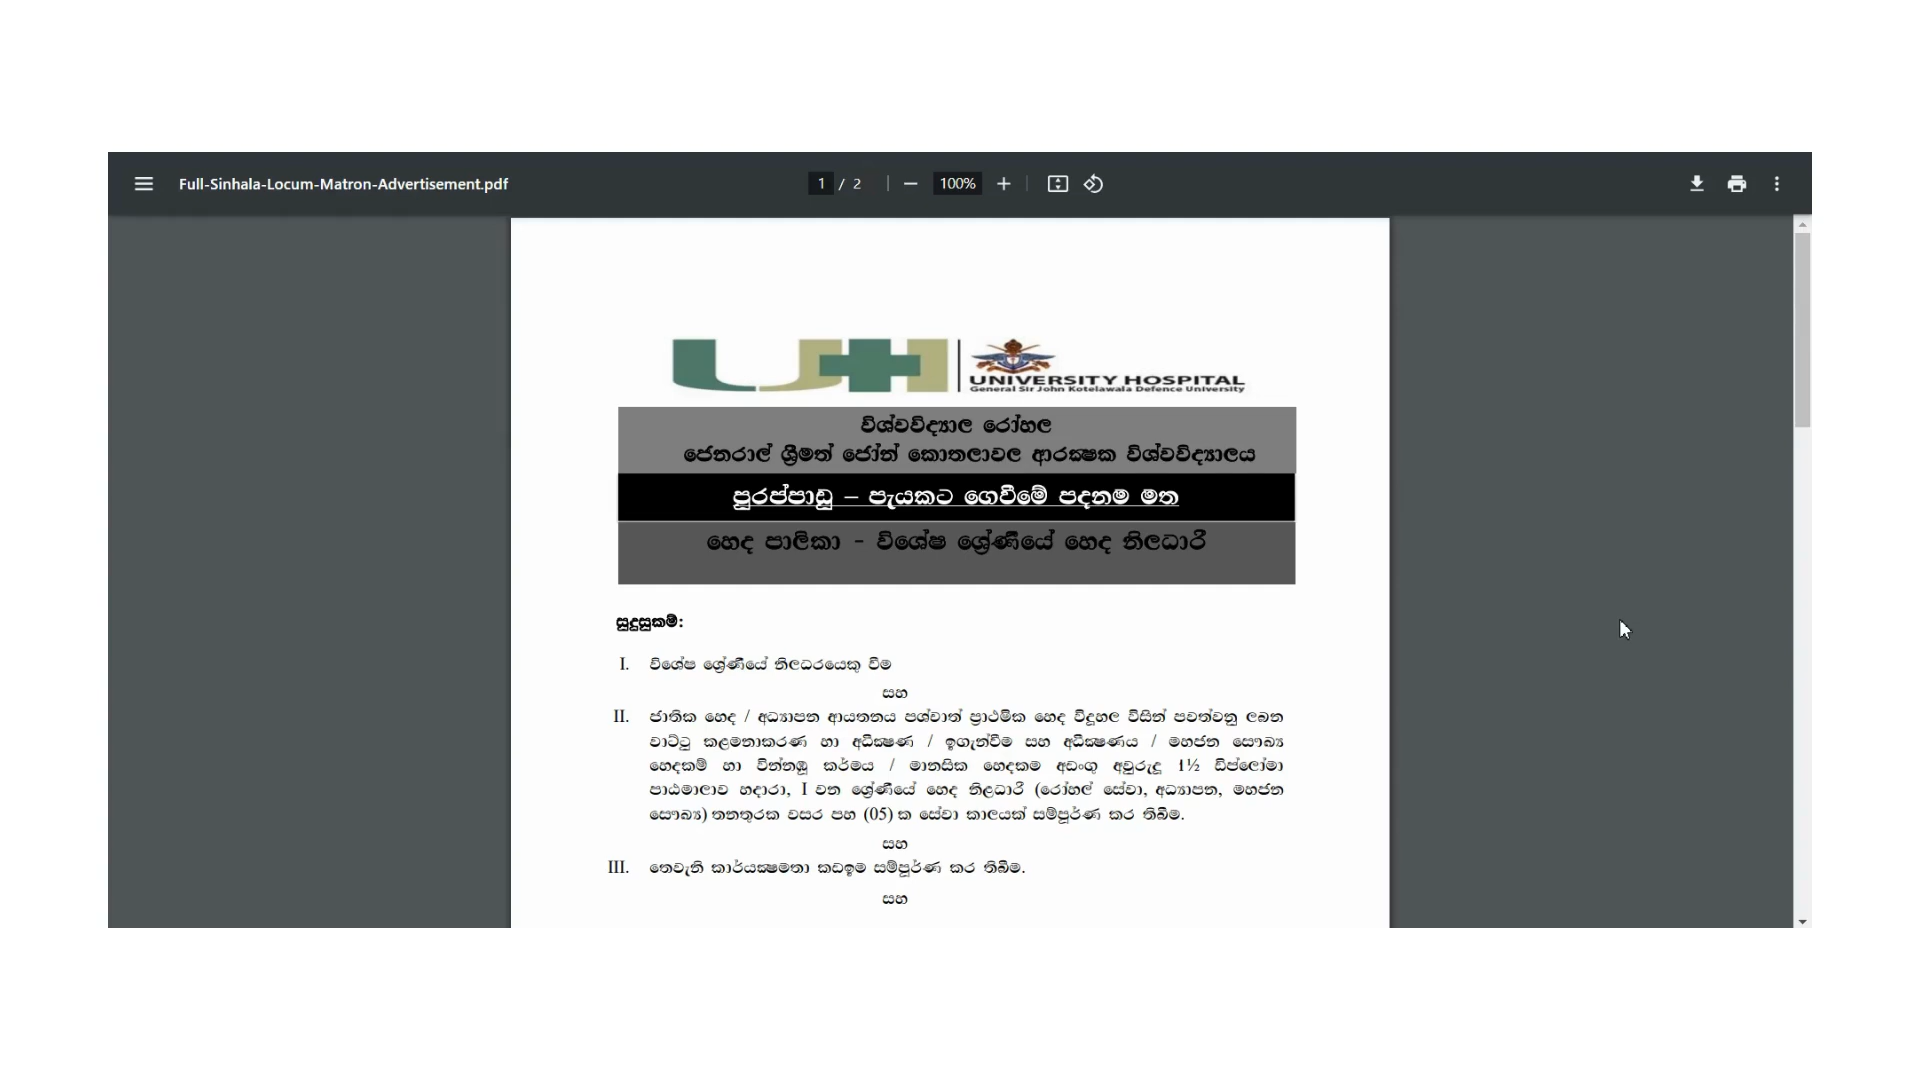 Full-Sinhala-Locum-Matron-Advertisement.pdf
1 / 2
100%
UNIVERSITY HOSPITAL
General Sir John Kotelawala Defence University
විශ්වවිද්‍යාල රෝහල
ජෙනරාල් ශ්‍රීමත් ජෝන් කොතලාවල ආරක්‍ෂක විශ්වවිද්‍යාලය
පුරප්පාඩු – පැයකට ගෙවීමේ පදනම මත
හෙද පාලිකා - විශේෂ ශ්‍රේණියේ හෙද නිලධාරී
සුදුසුකම්:
I. විශේෂ ශ්‍රේණියේ නිලධරයෙකු වීම
සහ
II. ජාතික හෙද / අධ්‍යාපන ආයතනය පශ්චාත් ප්‍රාථමික හෙද විදුහල විසින් පවත්වනු ලබන
වාට්ටු කළමනාකරණ හා අධීක්‍ෂණ / ඉගැන්වීම සහ අධීක්‍ෂණය / මහජන සෞඛ්‍ය
හෙදකම් හා වින්නඹු කර්මය / මානසික හෙදකම අඩංගු අවුරුදු 1½ ඩිප්ලෝමා
පාඨමාලාව හදාරා, I වන ශ්‍රේණියේ හෙද නිළධාරී (රෝහල් සේවා, අධ්‍යාපන, මහජන
සෞඛ්‍ය) තනතුරක වසර පහ (05) ක සේවා කාලයක් සම්පූර්ණ කර තිබීම.
සහ
III. තෙවැනි කාර්යක්‍ෂමතා කඩඉම සම්පූර්ණ කර තිබීම.
සහ